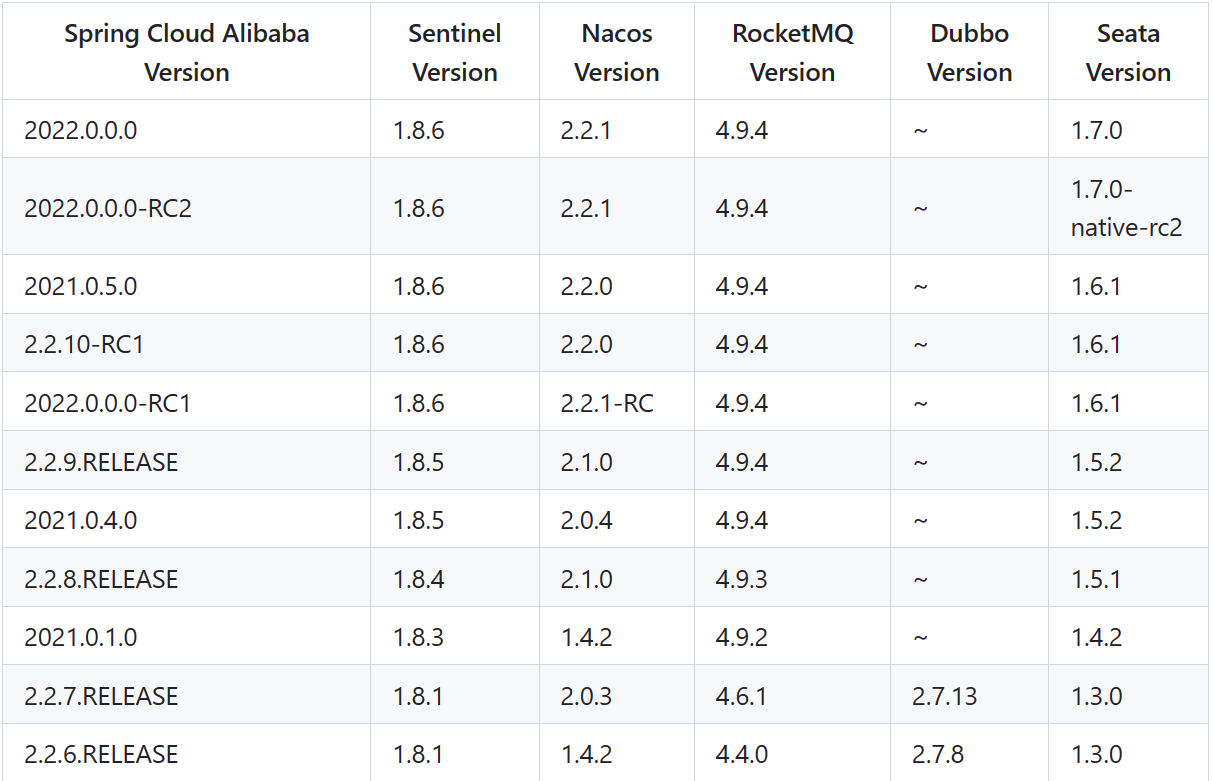 Spring Cloud Alibaba Version Sentinel Version Nacos Version RocketMQ Version Dubbo Version Seata Version
2022.0.0.0 1.8.6 2.2.1 4.9.4 ~ 1.7.0
2022.0.0.0-RC2 1.8.6 2.2.1 4.9.4 ~ 1.7.0-native-rc2
2021.0.5.0 1.8.6 2.2.0 4.9.4 ~ 1.6.1
2.2.10-RC1 1.8.6 2.2.0 4.9.4 ~ 1.6.1
2022.0.0.0-RC1 1.8.6 2.2.1-RC 4.9.4 ~ 1.6.1
2.2.9.RELEASE 1.8.5 2.1.0 4.9.4 ~ 1.5.2
2021.0.4.0 1.8.5 2.0.4 4.9.4 ~ 1.5.2
2.2.8.RELEASE 1.8.4 2.1.0 4.9.3 ~ 1.5.1
2021.0.1.0 1.8.3 1.4.2 4.9.2 ~ 1.4.2
2.2.7.RELEASE 1.8.1 2.0.3 4.6.1 2.7.13 1.3.0
2.2.6.RELEASE 1.8.1 1.4.2 4.4.0 2.7.8 1.3.0